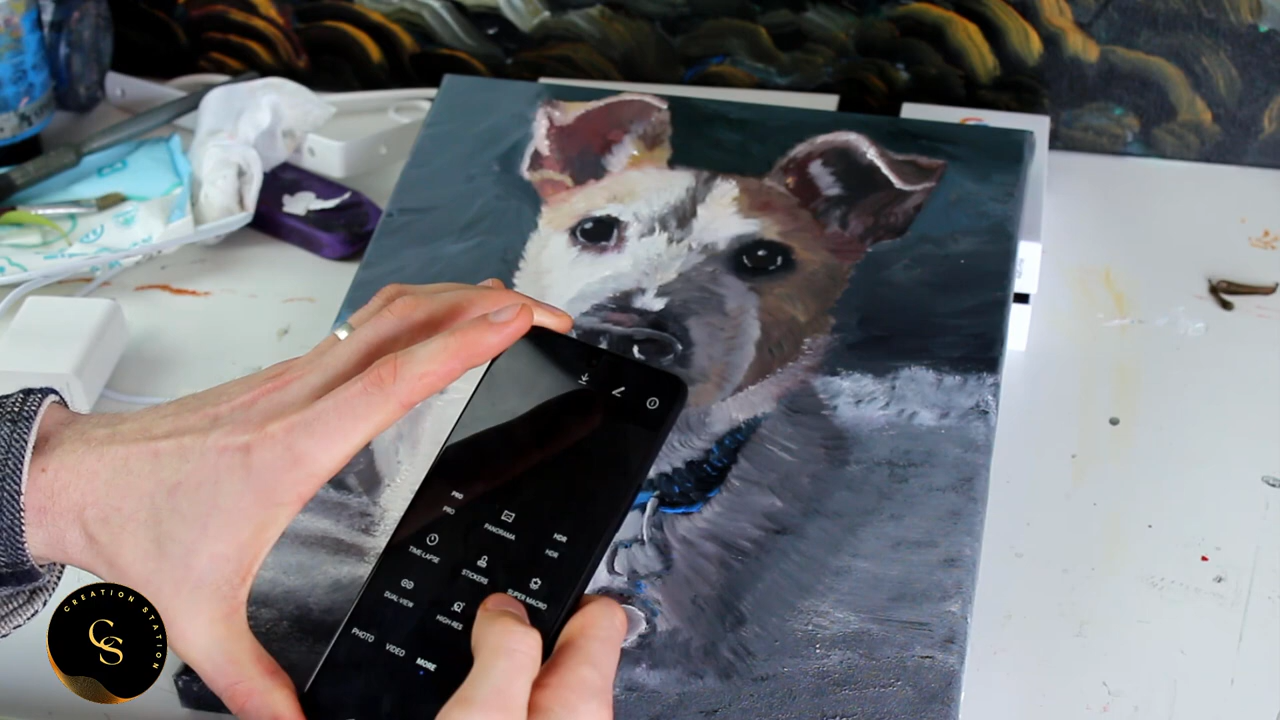 PRO
PRO
PANORAMA
HDR
HDR
TIME-LAPSE
STICKERS
SUPER MACRO
DUAL-VIEW
HIGH-RES
PHOTO
VIDEO
MORE
CREATION STATION
CS